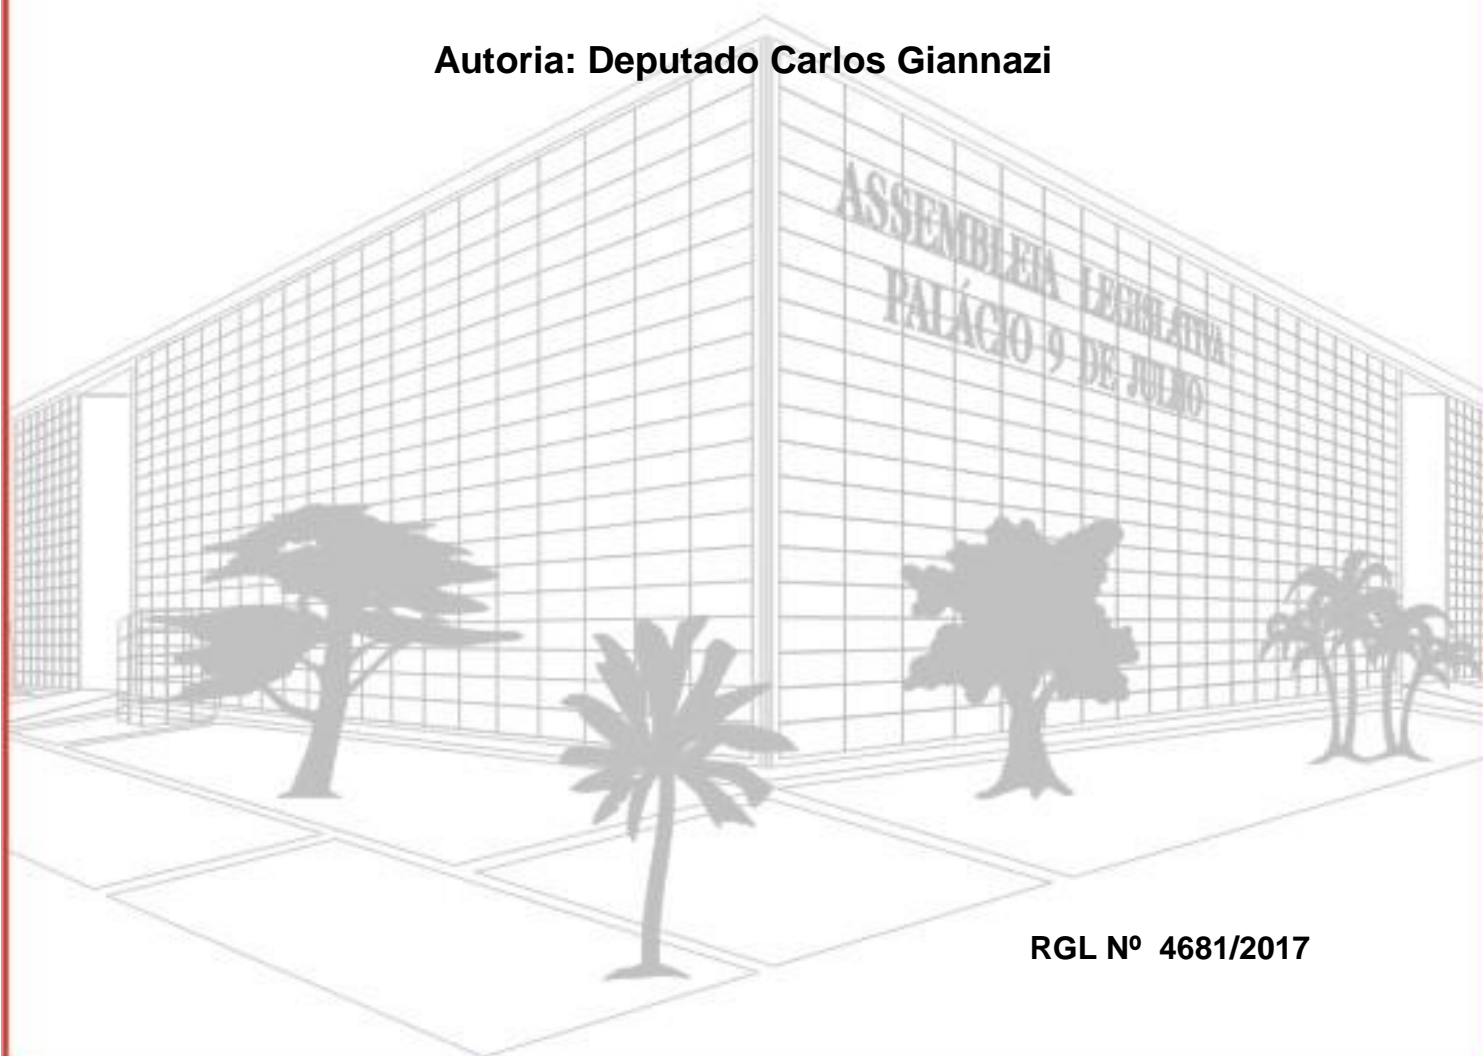 Autoria: Deputado Carlos Giannazi
ASSEMBLEIA LEGISLATIVA
PALÁCIO 9 DE JULHO
RGL Nº 4681/2017